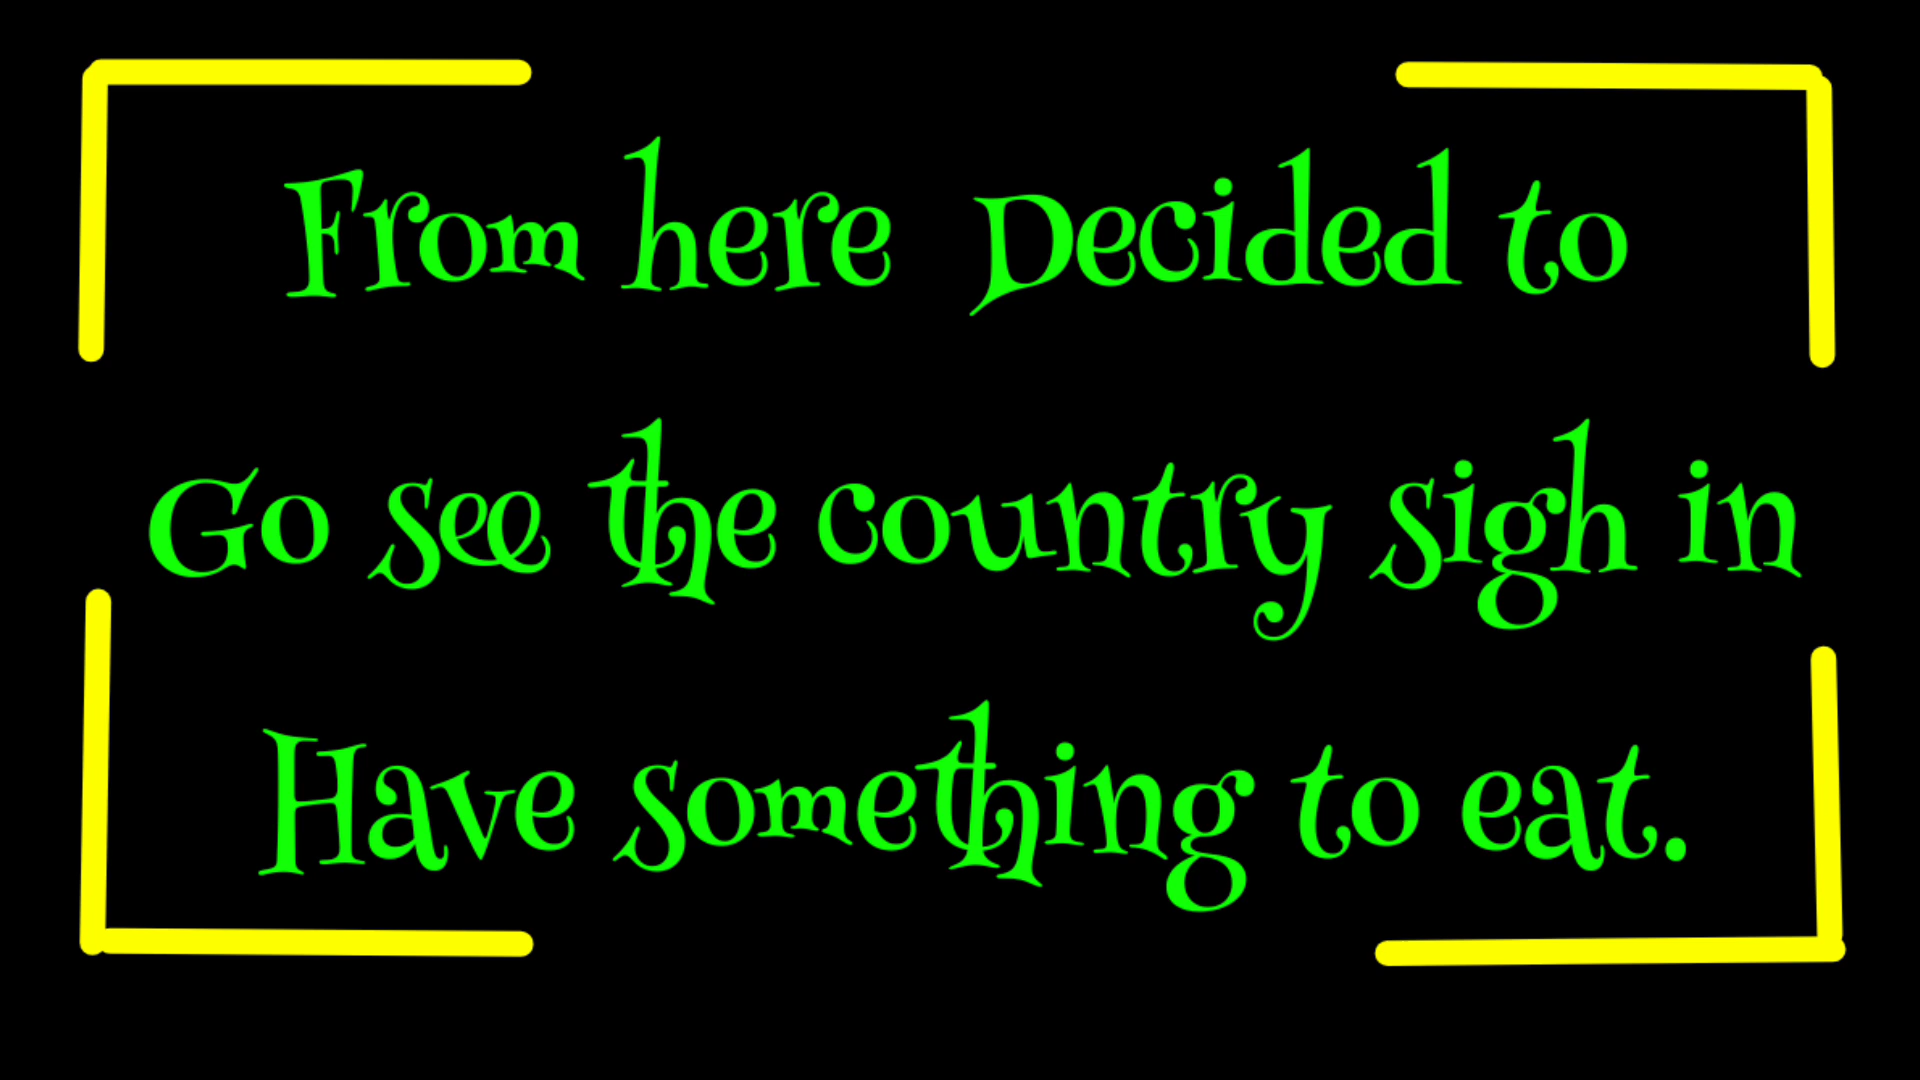 From here Decided to
Go see the country sigh in
Have something to eat.